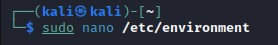 ┌──(kali㉿kali)-[~]
└─$ sudo nano /etc/environment